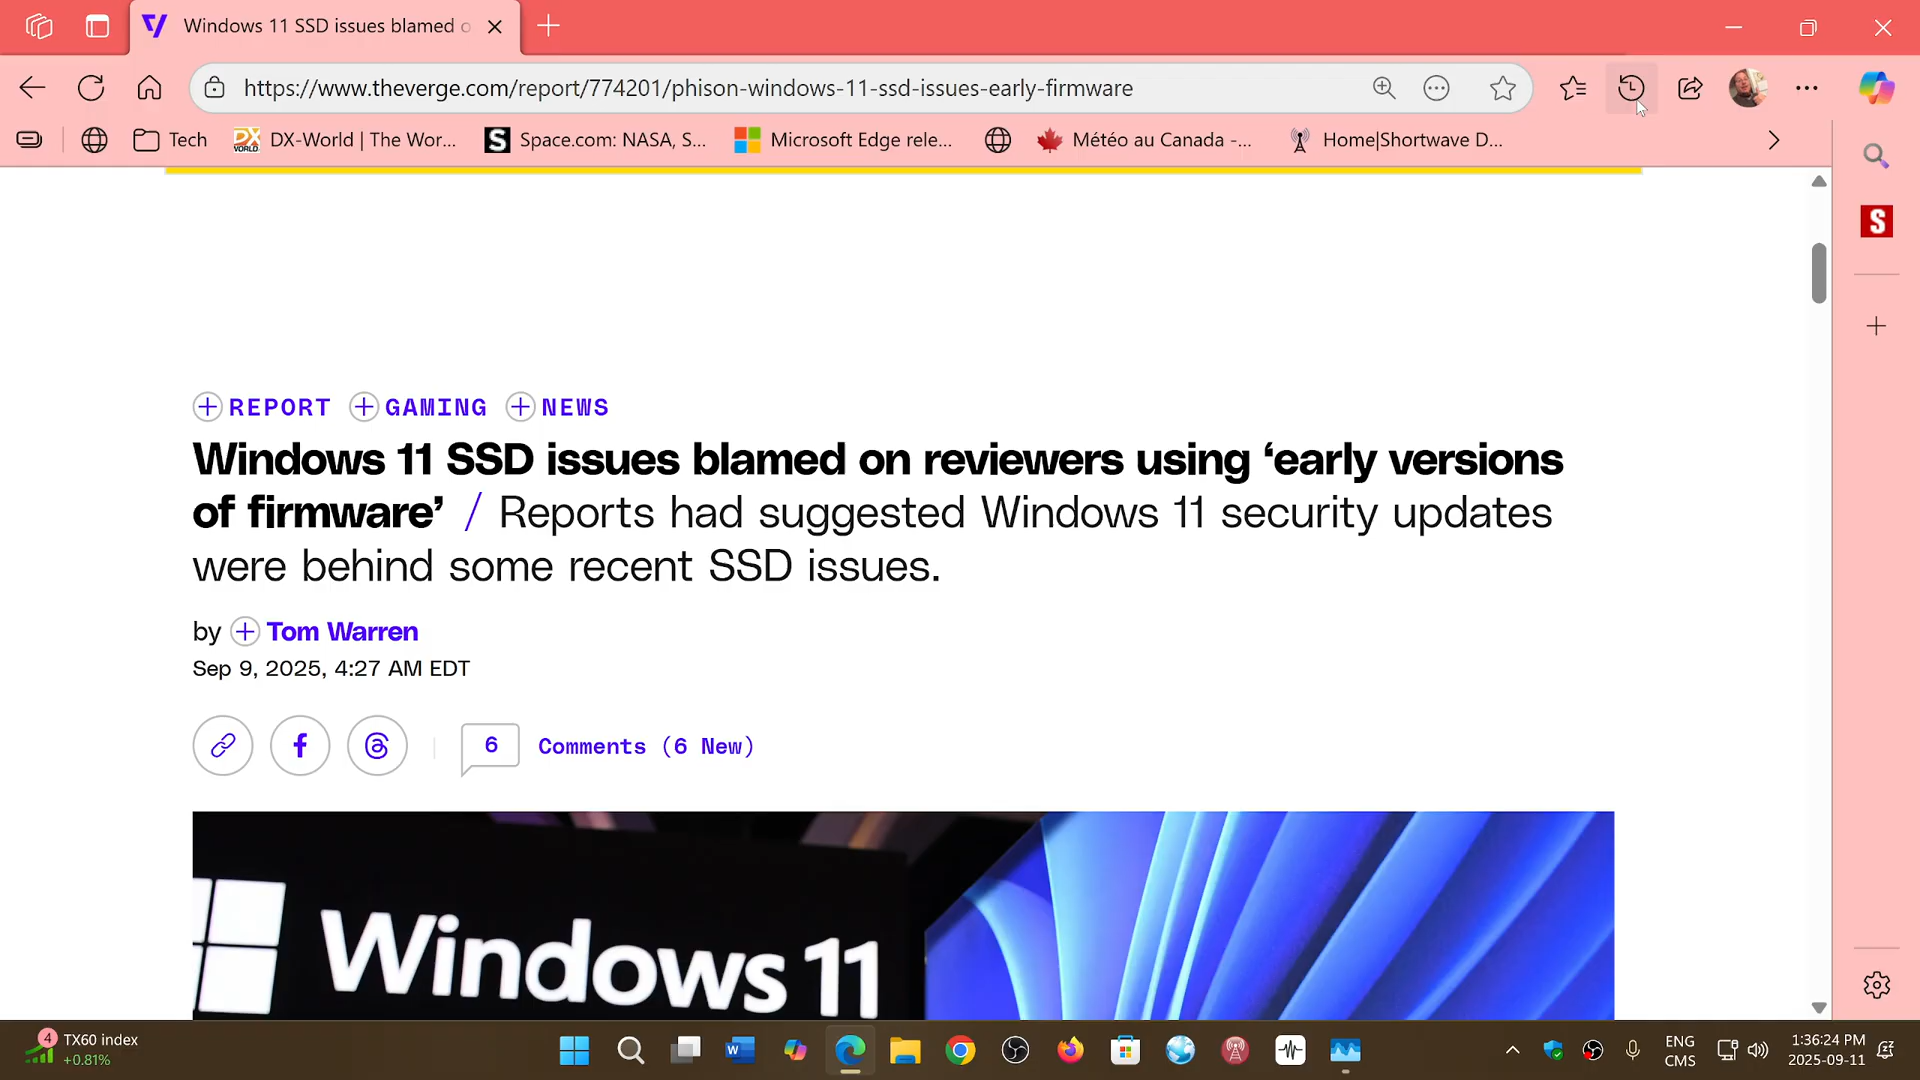 Windows 11 SSD issues blamed o
https://www.theverge.com/report/774201/phison-windows-11-ssd-issues-early-firmware
Tech
DX-World | The Wor...
Space.com: NASA, S...
Microsoft Edge rele...
Météo au Canada -...
Home|Shortwave D...
REPORT GAMING NEWS
Windows 11 SSD issues blamed on reviewers using ‘early versions
of firmware’ / Reports had suggested Windows 11 security updates
were behind some recent SSD issues.
by Tom Warren
Sep 9, 2025, 4:27 AM EDT
6 Comments (6 New)
Windows 11
4 TX60 index
+0.81%
ENG
CMS
1:36:24 PM
2025-09-11